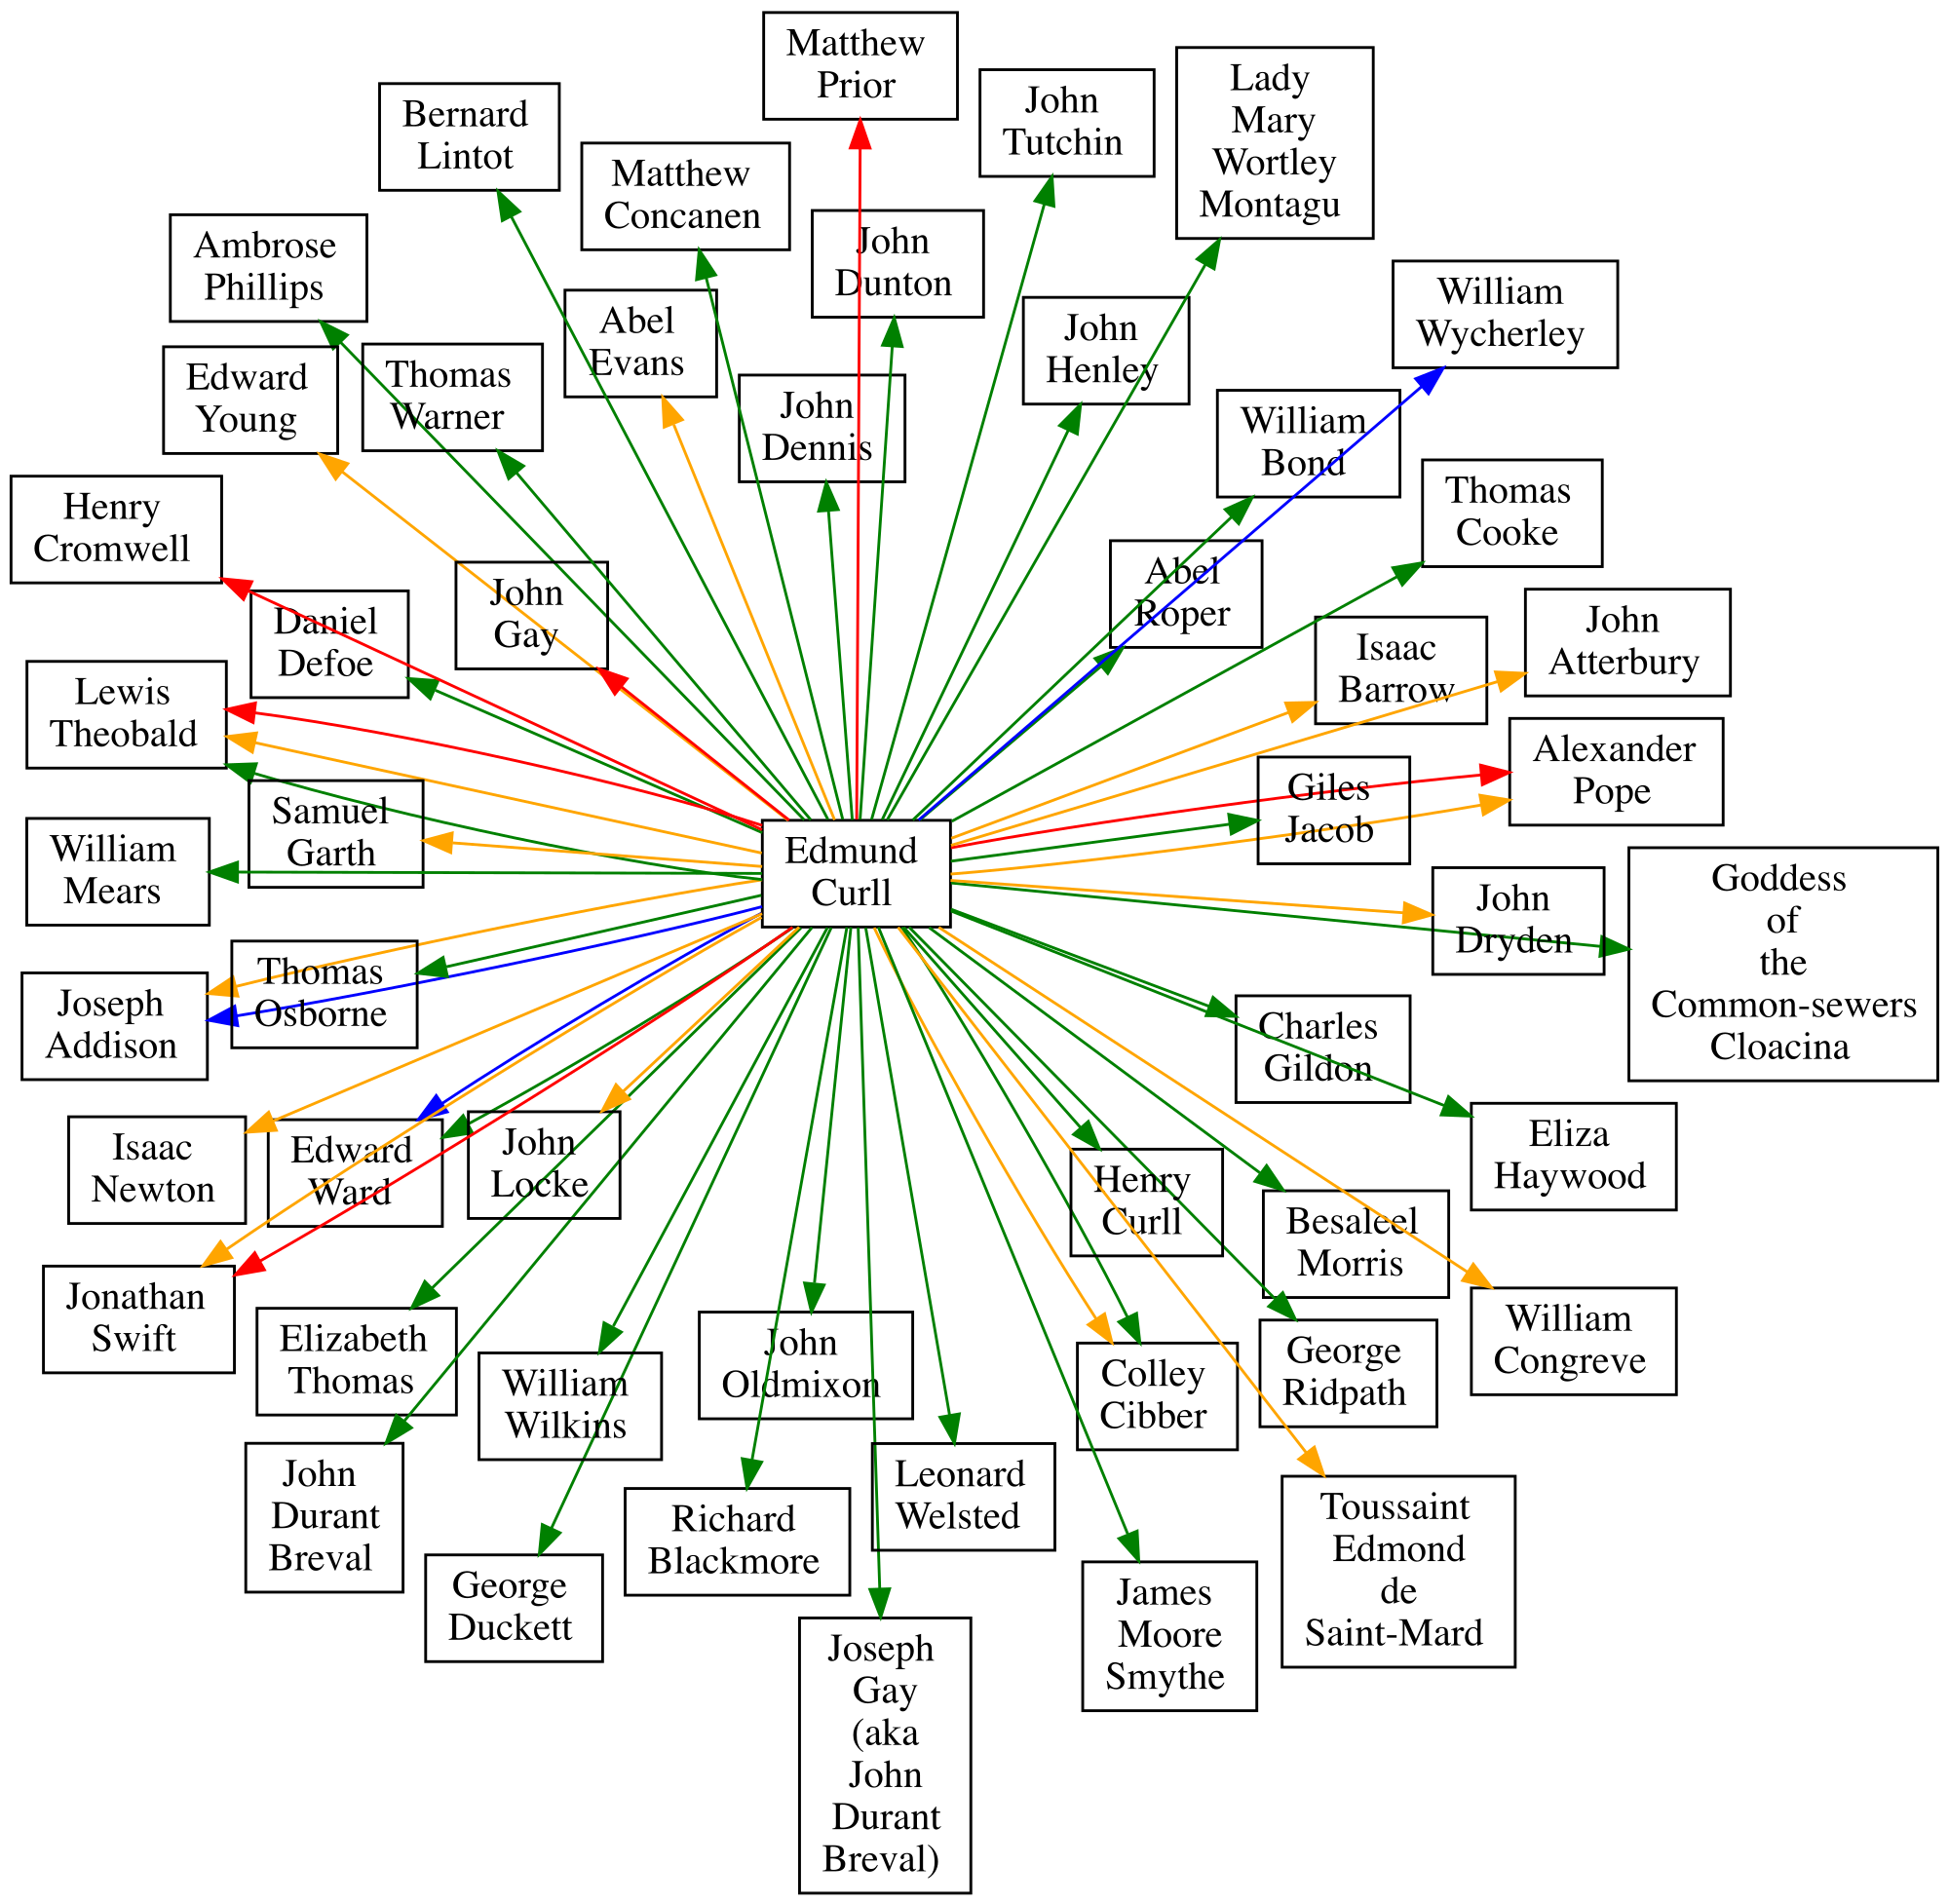 Matthew
Prior
John
Tutchin
Lady
Mary
Wortley
Montagu
Bernard
Lintot
Matthew
Concanen
John
Dunton
Ambrose
Phillips
William
Wycherley
Abel
Evans
John
Henley
Edward
Young
Thomas
Warner
John
Dennis
William
Bond
Thomas
Cooke
Henry
Cromwell
John
Gay
Abel
Roper
Daniel
Defoe
Isaac
Barrow
John
Atterbury
Lewis
Theobald
Alexander
Pope
Samuel
Garth
Giles
Jacob
William
Mears
Edmund
Curll
John
Dryden
Goddess
of
the
Common-sewers
Cloacina
Thomas
Osborne
Joseph
Addison
Charles
Gildon
Isaac
Newton
Edward
Ward
John
Locke
Eliza
Haywood
Henry
Curll
Besaleel
Morris
Jonathan
Swift
William
Congreve
Elizabeth
Thomas
John
Oldmixon
George
Ridpath
William
Wilkins
Colley
Cibber
John
Durant
Breval
Leonard
Welsted
Richard
Blackmore
Toussaint
Edmond
de
Saint-Mard
George
Duckett
James
Moore
Smythe
Joseph
Gay
(aka
John
Durant
Breval)